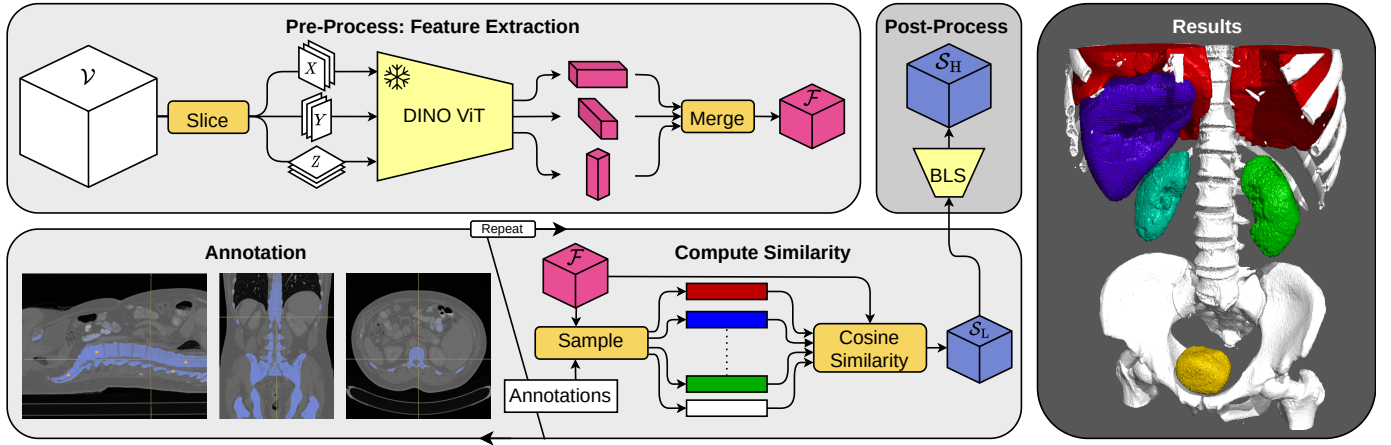 Pre-Process: Feature Extraction
𝒱
Slice
X
Y
Z
DINO ViT
Merge
ℱ
Post-Process
𝒮H
BLS
Results
Repeat
Annotation
Compute Similarity
ℱ
Sample
Annotations
Cosine
Similarity
𝒮L